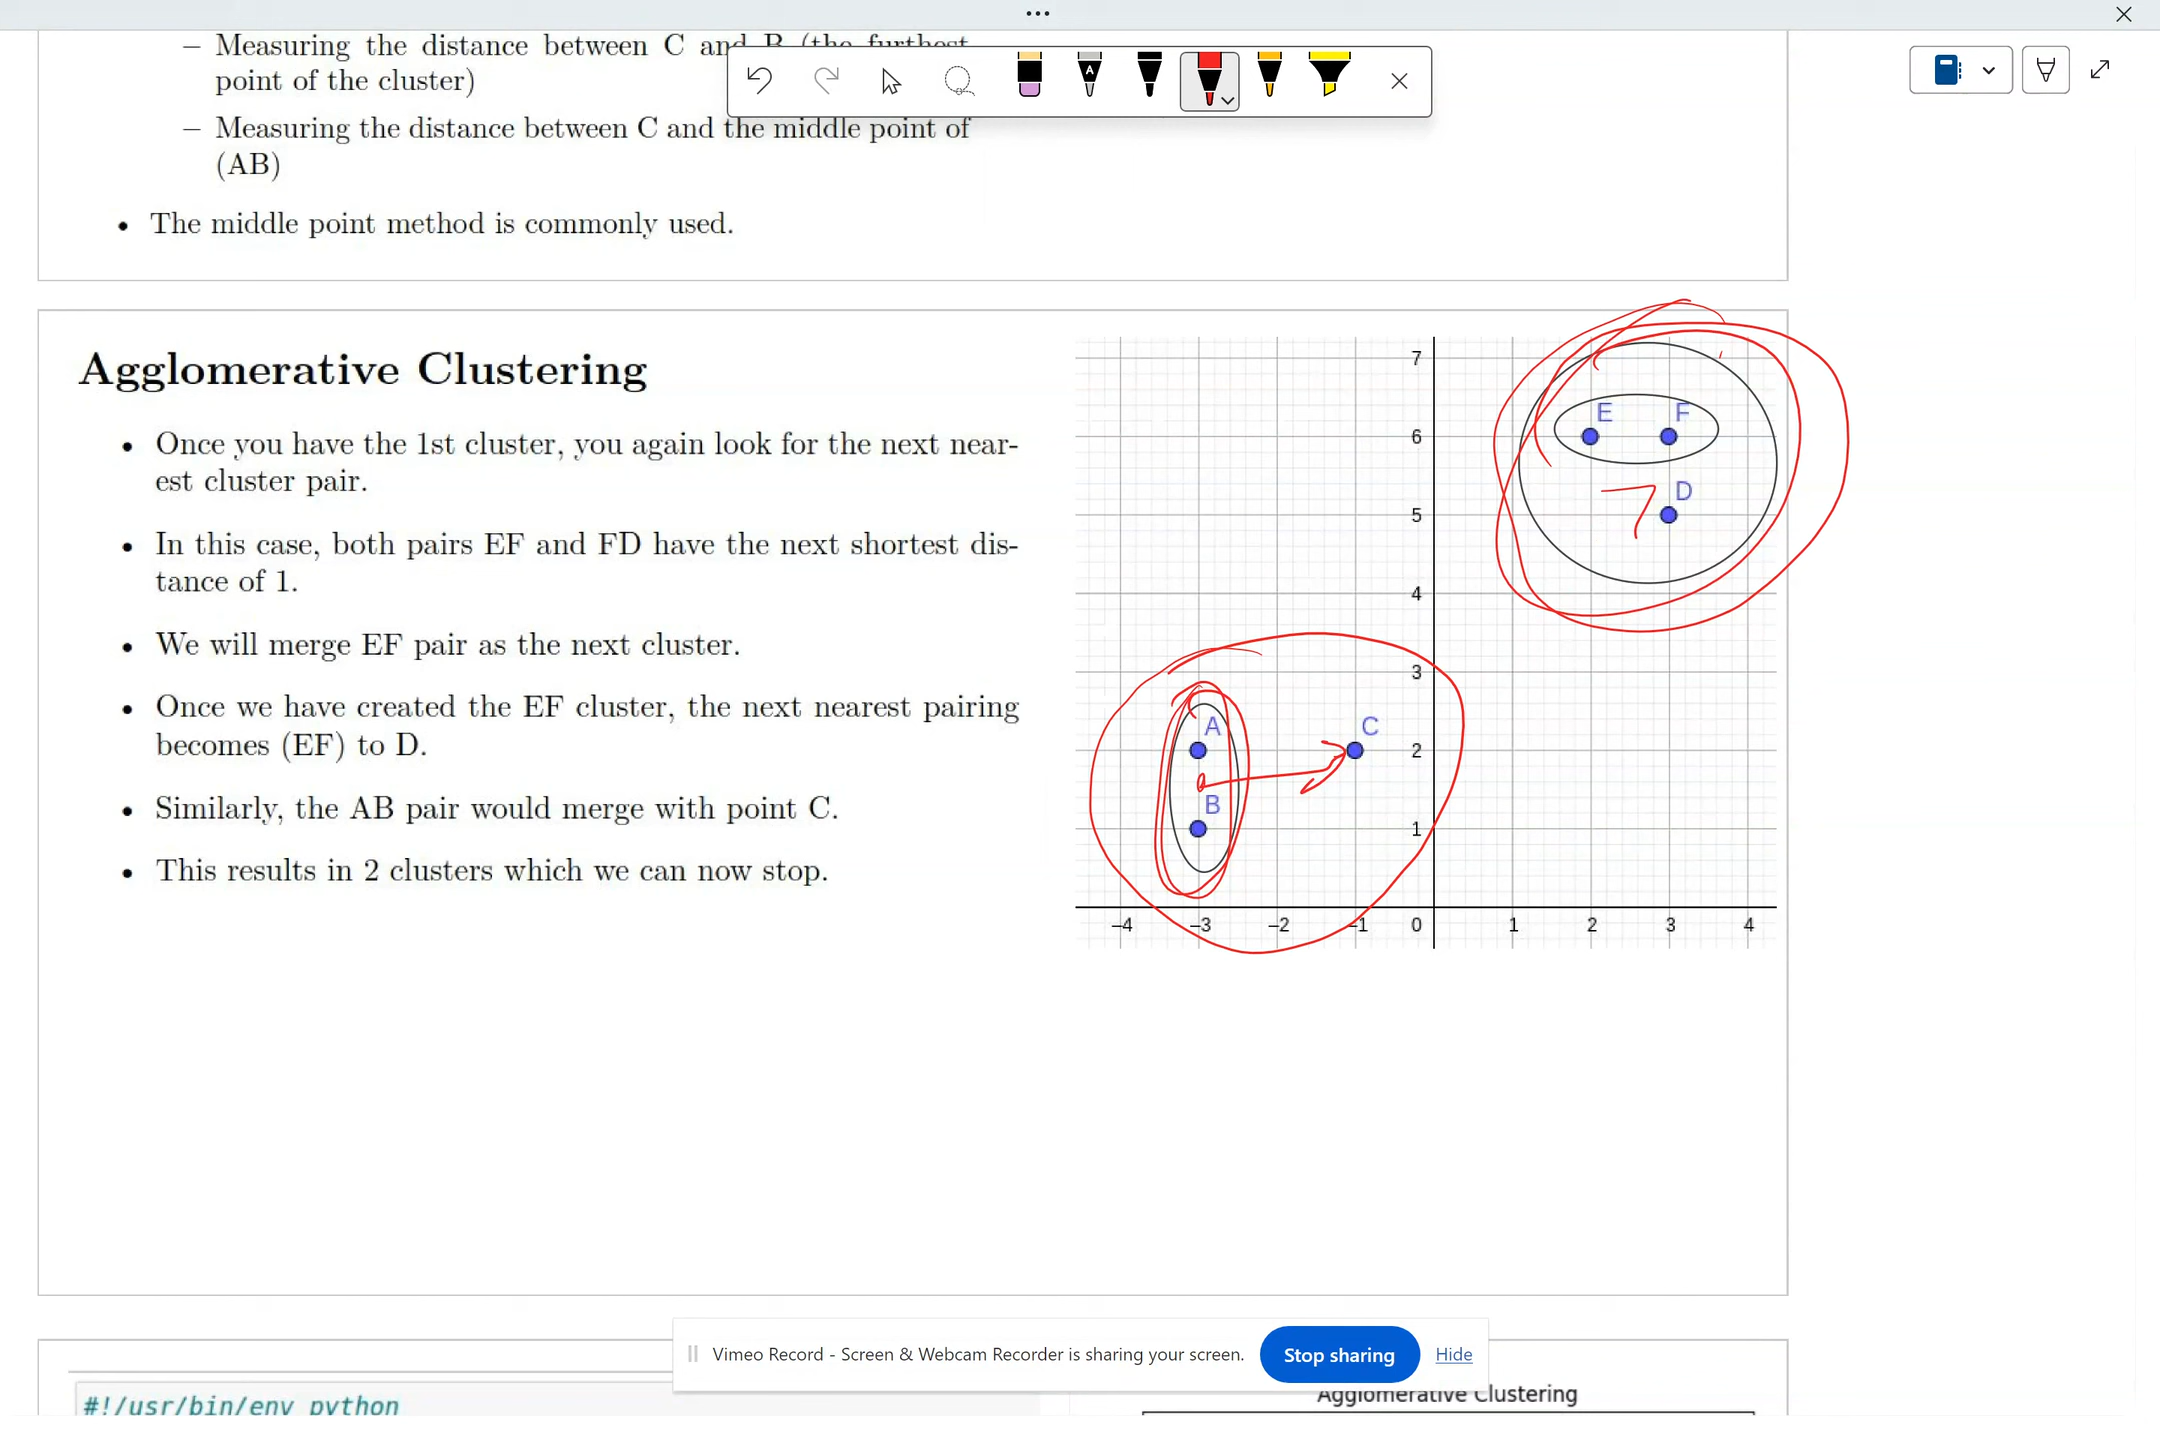 – Measuring the distance between C and B (the furthest
point of the cluster)
– Measuring the distance between C and the middle point of
(AB)
• The middle point method is commonly used.
Agglomerative Clustering
• Once you have the 1st cluster, you again look for the next near-
est cluster pair.
• In this case, both pairs EF and FD have the next shortest dis-
tance of 1.
• We will merge EF pair as the next cluster.
• Once we have created the EF cluster, the next nearest pairing
becomes (EF) to D.
• Similarly, the AB pair would merge with point C.
• This results in 2 clusters which we can now stop.
7
E F
6
D
5
4
3
A C
2
B
1
–4 –3 –2 –1 0 1 2 3 4
Vimeo Record - Screen & Webcam Recorder is sharing your screen. Stop sharing Hide
#!/usr/bin/env python
Agglomerative Clustering